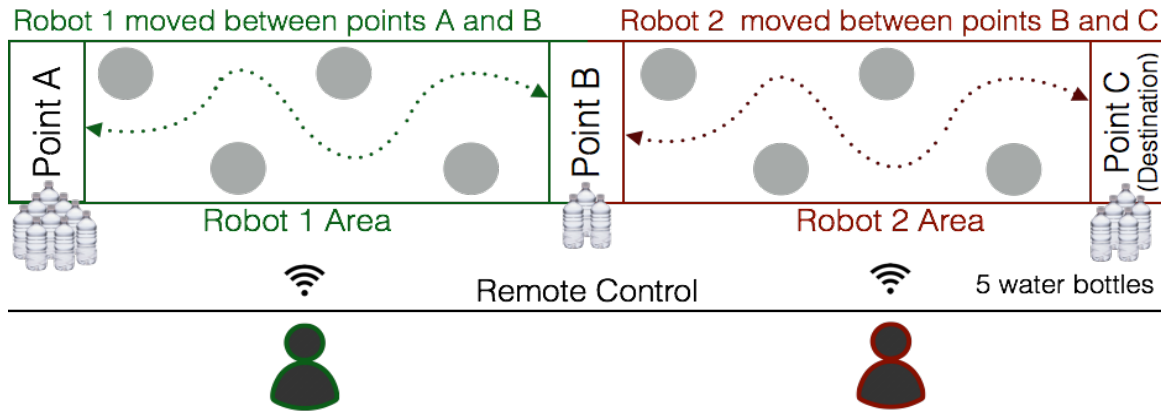 Robot 1 moved between points A and B
Robot 2 moved between points B and C
Point A
Point B
Point C
(Destination)
Robot 1 Area
Robot 2 Area
Remote Control
5 water bottles